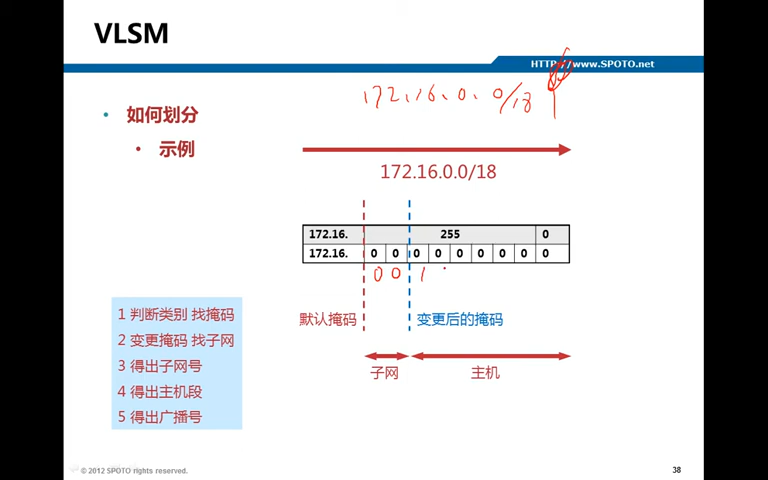 VLSM
HTTP://www.SPOTO.net
172.16.0.0/18
• 如何划分
• 示例
172.16.0.0/18
172.16. 255 0
172.16. 0 0 0 0 0 0 0 0 0
0 0 1
默认掩码 变更后的掩码
子网 主机
1 判断类别 找掩码
2 变更掩码 找子网
3 得出子网号
4 得出主机段
5 得出广播号
© 2012 SPOTO rights reserved.
38